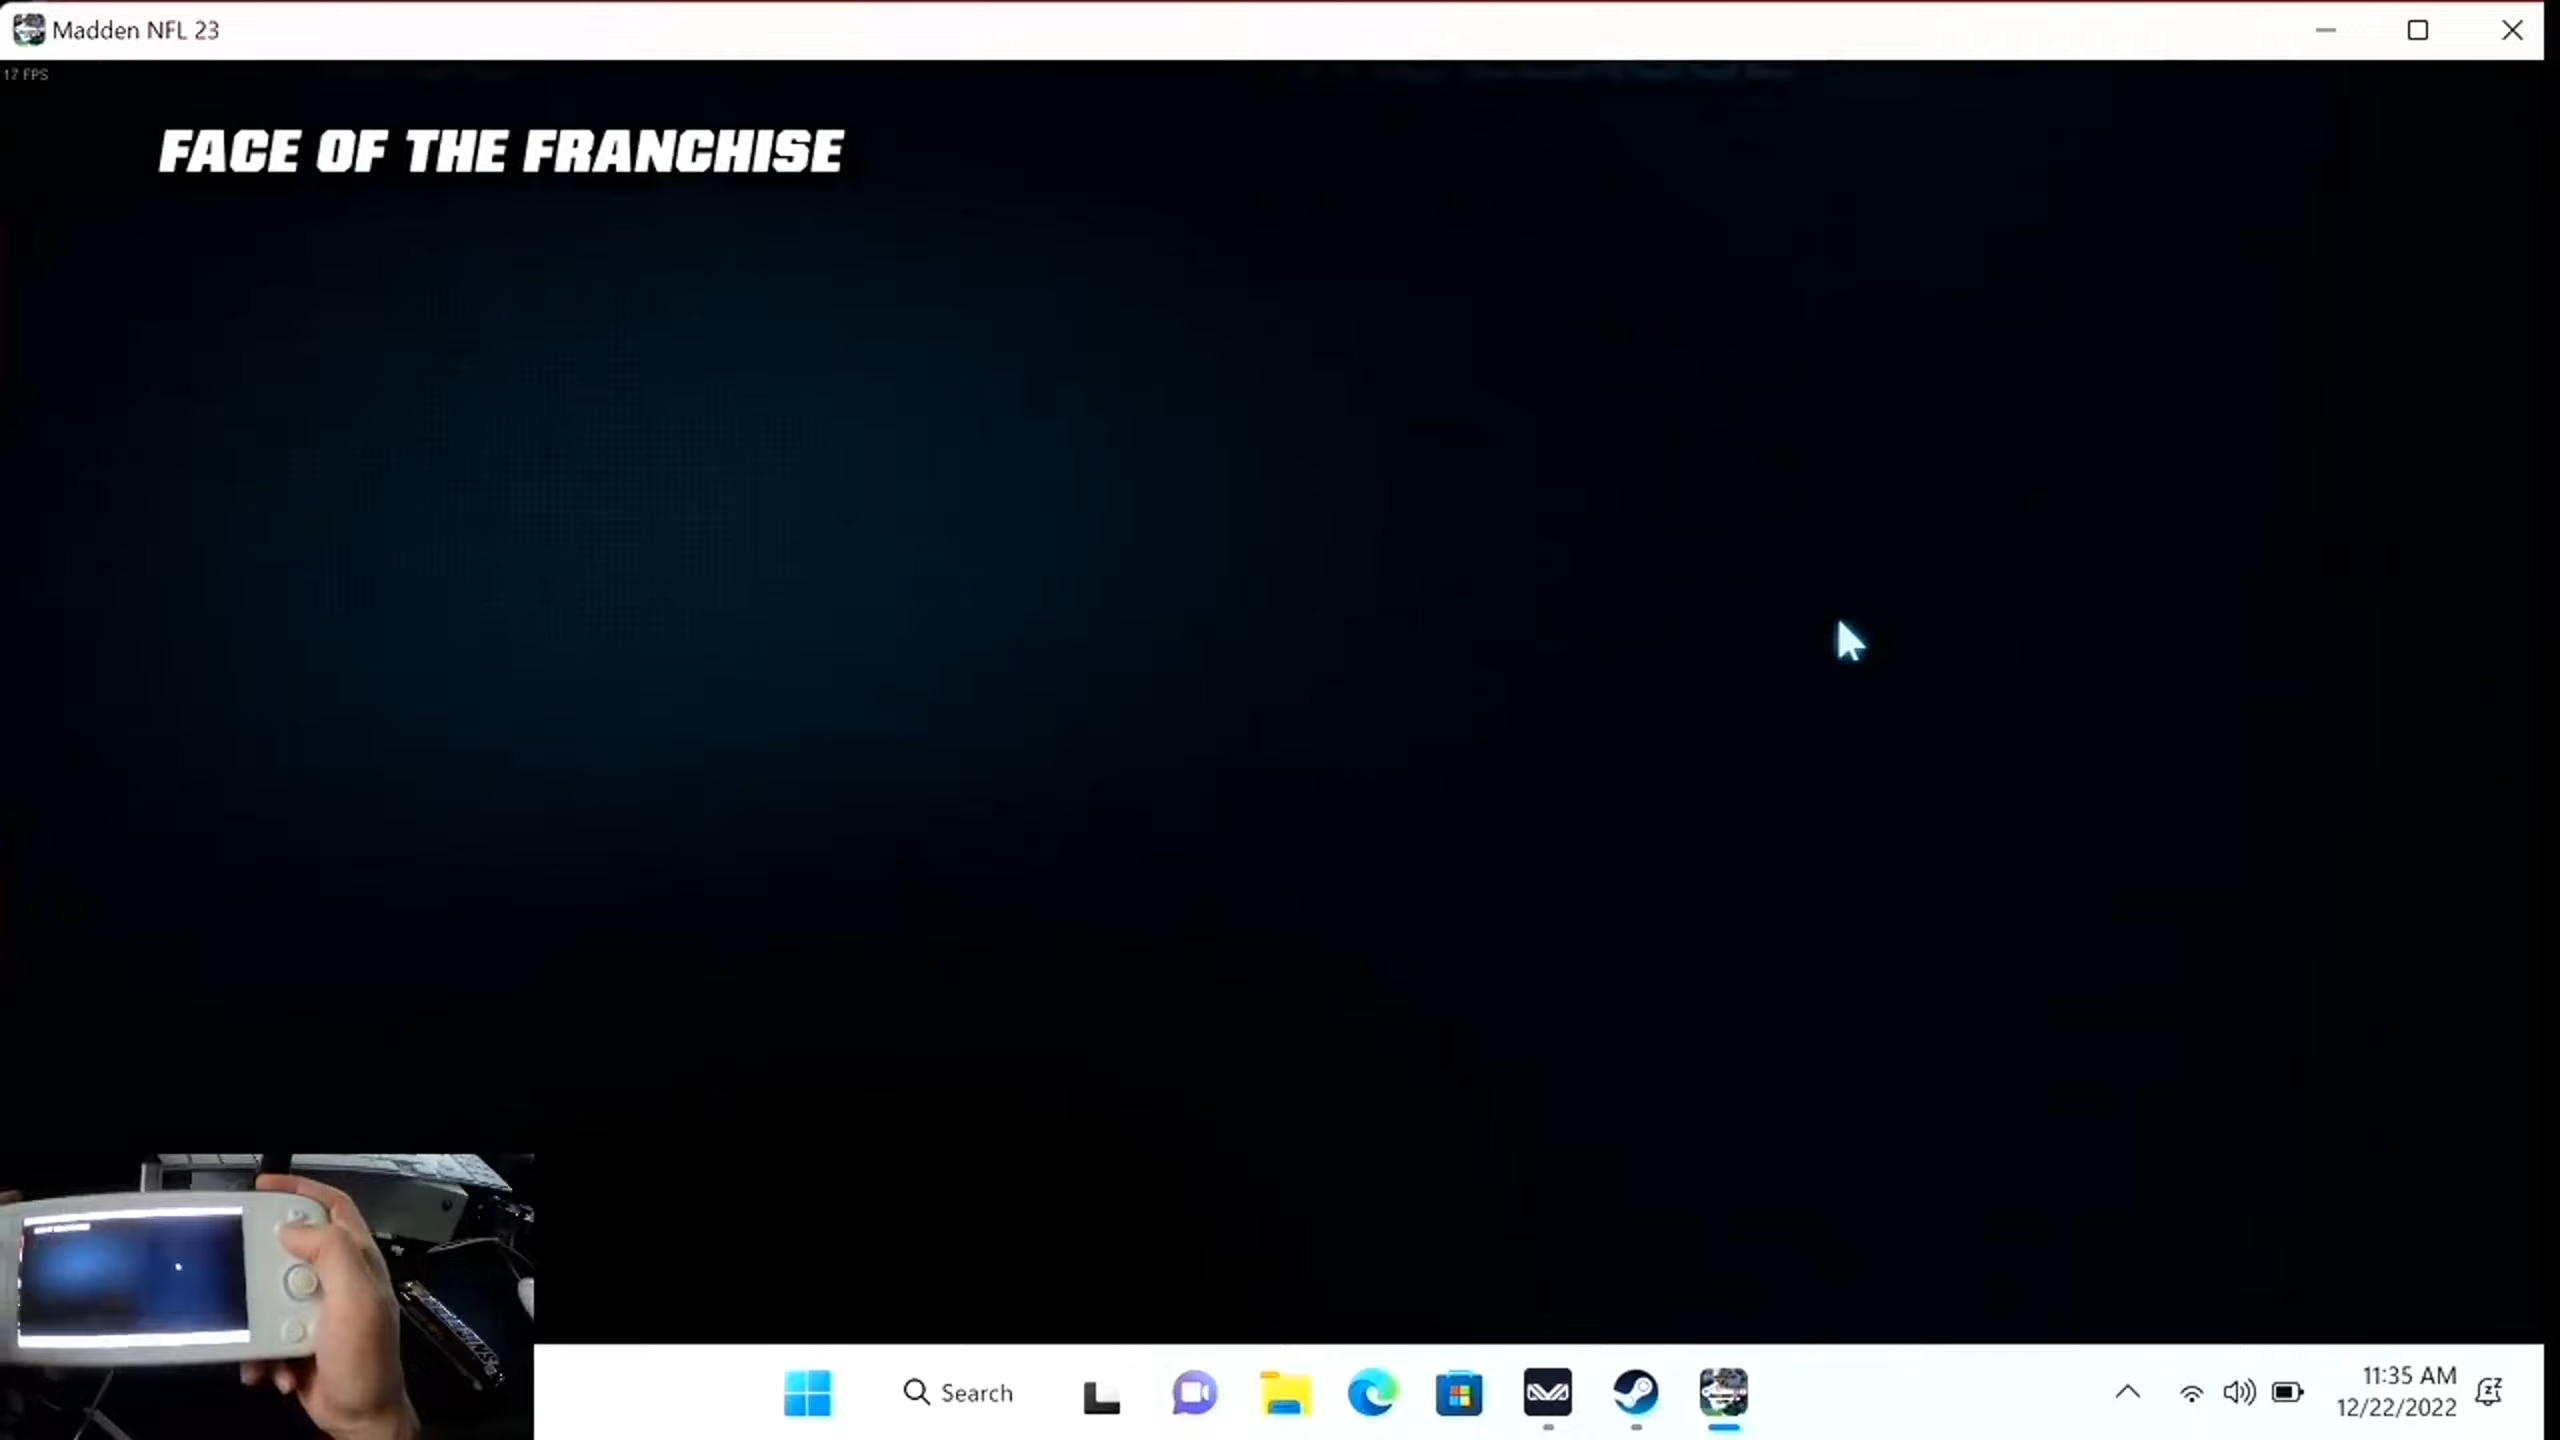 Madden NFL 23
17 FPS
FACE OF THE FRANCHISE
Search
11:35 AM
12/22/2022